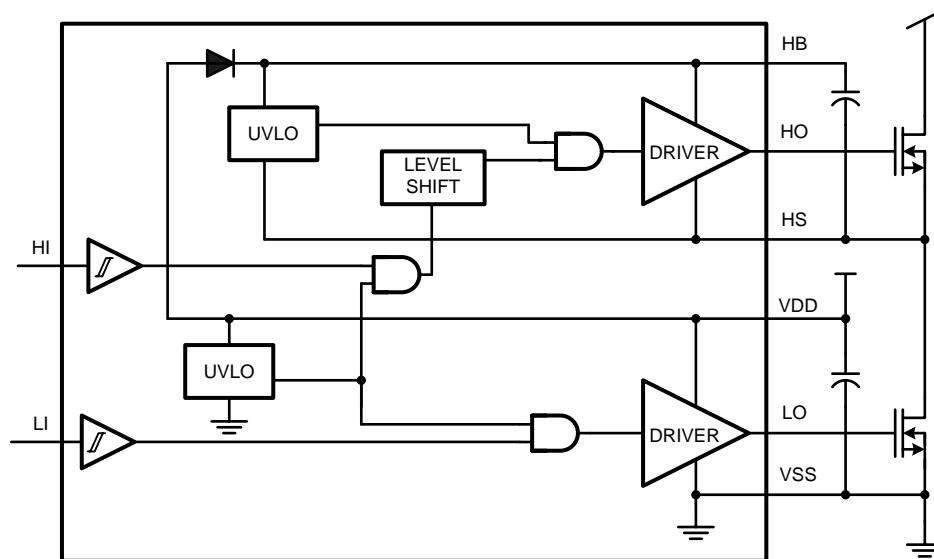 HB
UVLO
HO
DRIVER
LEVEL
SHIFT
HS
HI
VDD
UVLO
LI
LO
DRIVER
VSS